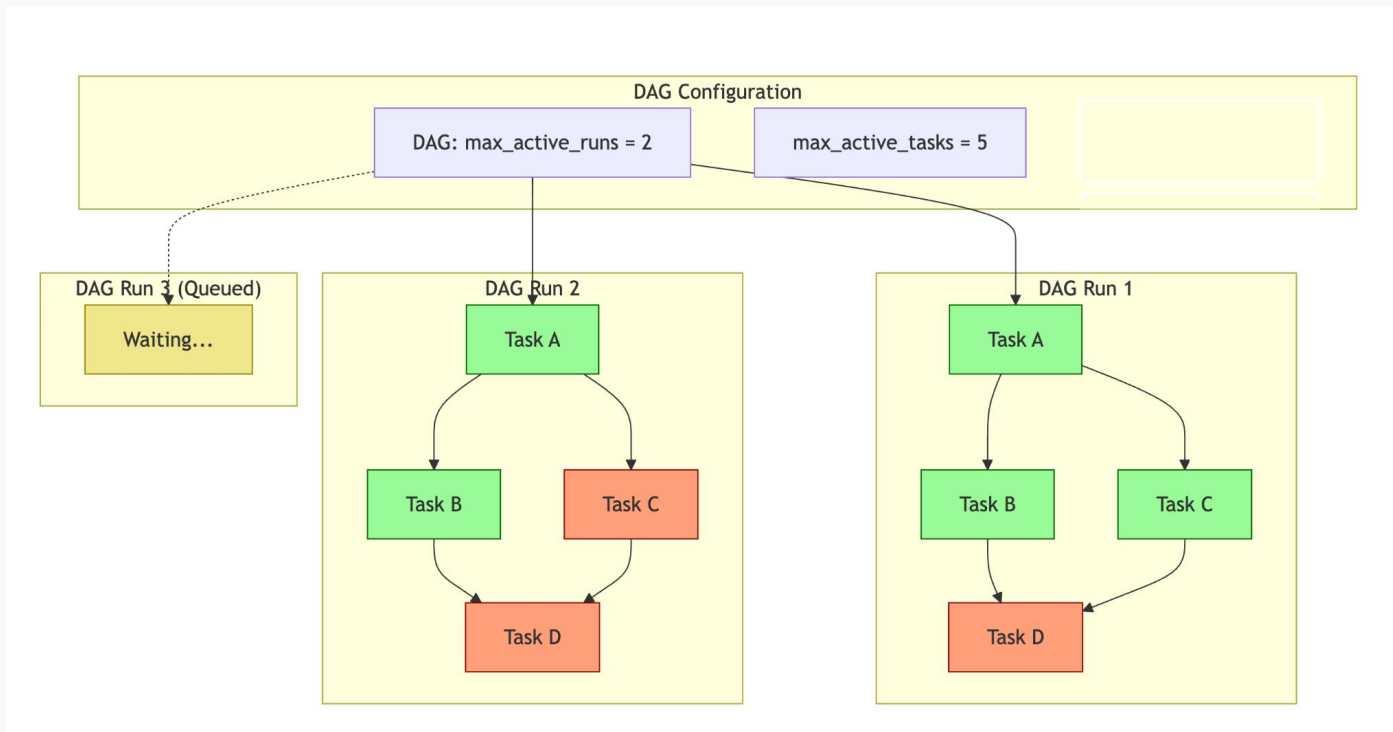 DAG Configuration
DAG: max_active_runs = 2
max_active_tasks = 5
DAG Run 3 (Queued)
Waiting...
DAG Run 2
Task A
Task B
Task C
Task D
DAG Run 1
Task A
Task B
Task C
Task D